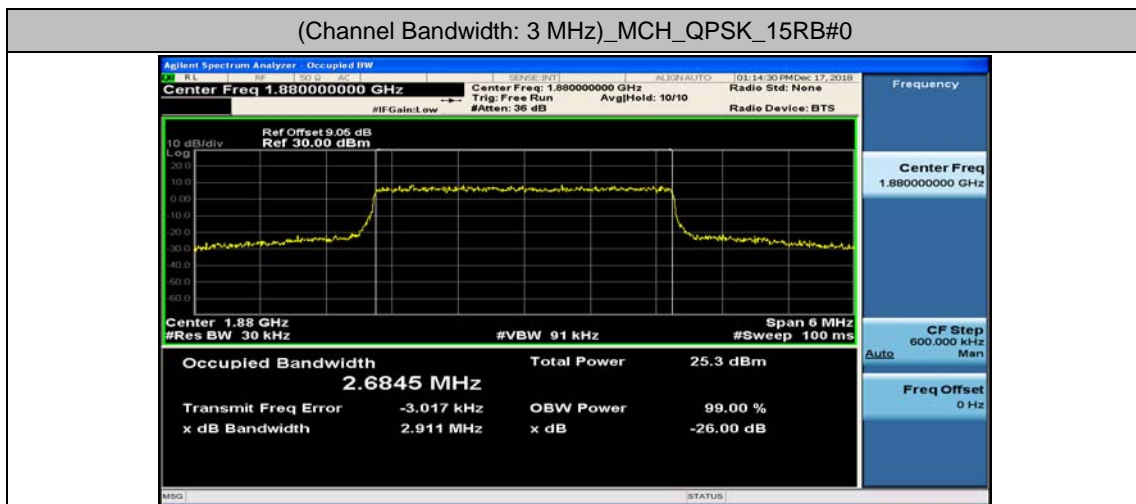 (Channel Bandwidth: 3 MHz)_MCH_QPSK_15RB#0
Agilent Spectrum Analyzer - Occupied BW
LXI RL RF 50 Ω AC SENSE:INT ALIGN AUTO 01:14:30 PM Dec 17, 2018
Center Freq 1.880000000 GHz
Center Freq: 1.880000000 GHz
Radio Std: None
Trig: Free Run Avg|Hold: 10/10
#IFGain:Low
#Atten: 36 dB
Radio Device: BTS
Frequency
Ref Offset 9.05 dB
10 dB/div Ref 30.00 dBm
Log
20.0
10.0
0.00
-10.0
-20.0
-30.0
-40.0
-50.0
-60.0
Center Freq
1.880000000 GHz
Center 1.88 GHz Span 6 MHz
#Res BW 30 kHz #VBW 91 kHz #Sweep 100 ms
CF Step
600.000 kHz
Auto Man
Occupied Bandwidth Total Power 25.3 dBm
2.6845 MHz
Transmit Freq Error -3.017 kHz OBW Power 99.00 %
x dB Bandwidth 2.911 MHz x dB -26.00 dB
Freq Offset
0 Hz
MSG STATUS